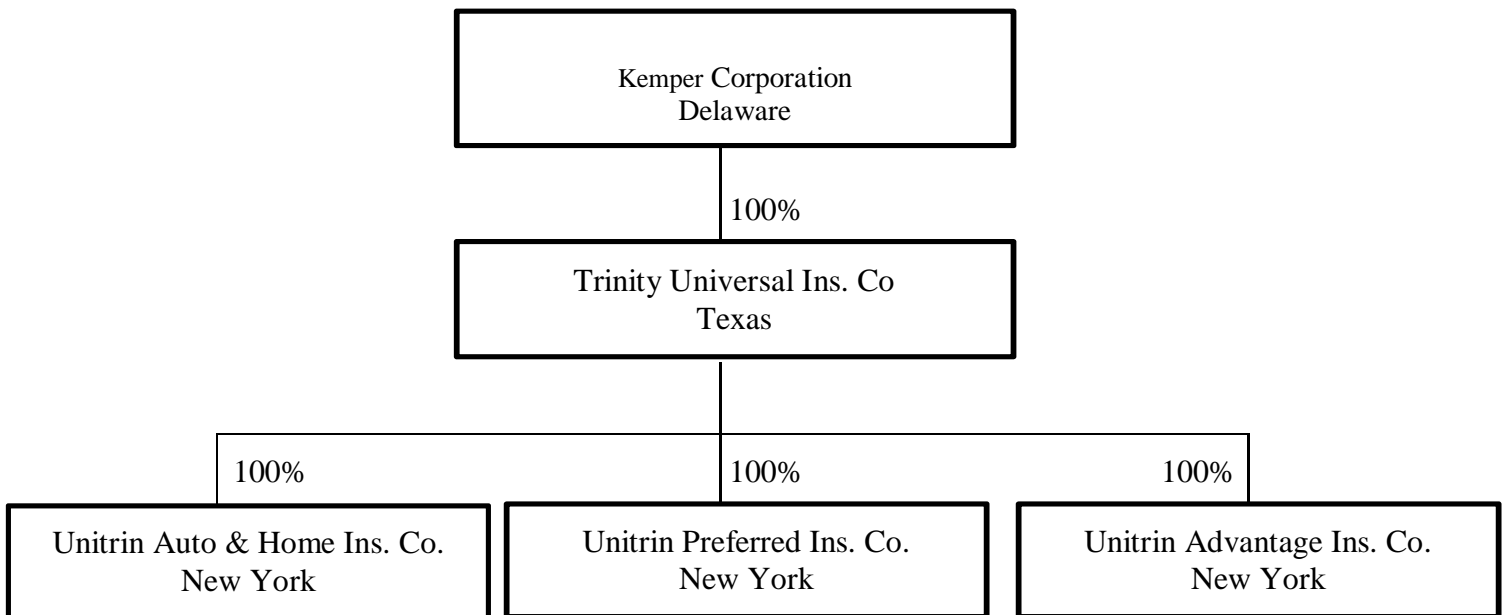 Kemper Corporation
Delaware
100%
Trinity Universal Ins. Co
Texas
100%
100%
100%
Unitrin Auto & Home Ins. Co.
New York
Unitrin Preferred Ins. Co.
New York
Unitrin Advantage Ins. Co.
New York